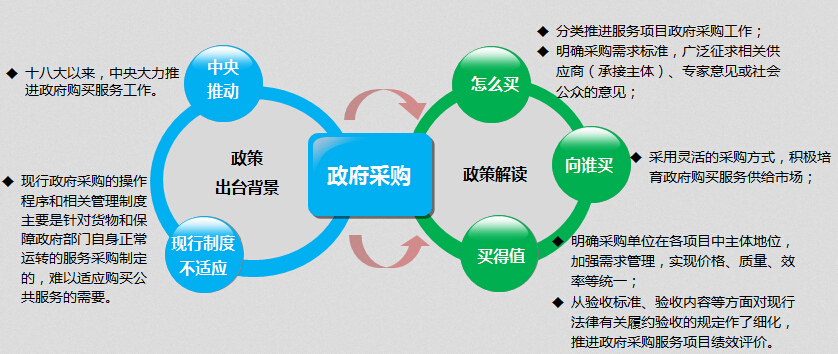 中央
推动
◆ 十八大以来，中央大力推
进政府购买服务工作。
政策
出台背景
◆ 现行政府采购的操作
程序和相关管理制度
主要是针对货物和保
障政府部门自身正常
运转的服务采购制定
的，难以适应购买公
共服务的需要。
现行制度
不适应
政府采购
政策解读
怎么买
◆ 分类推进服务项目政府采购工作；
◆ 明确采购需求标准，广泛征求相关供
应商（承接主体）、专家意见或社会
公众的意见；
向谁买
◆ 采用灵活的采购方式，积极培
育政府购买服务供给市场；
买得值
◆ 明确采购单位在各项目中主体地位，
加强需求管理，实现价格、质量、效
率等统一；
◆ 从验收标准、验收内容等方面对现行
法律有关履约验收的规定作了细化，
推进政府采购服务项目绩效评价。